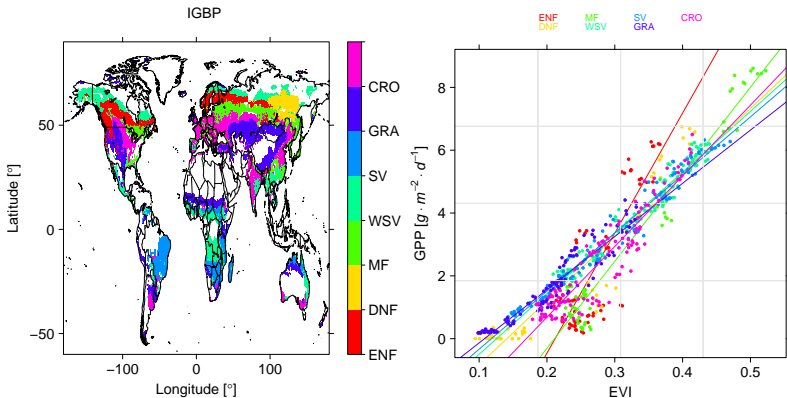 IGBP
ENF MF SV CRO
DNF WSV GRA
50
0
−50
−100 0 100
Longitude [°]
Latitude [°]
CRO
GRA
SV
WSV
MF
DNF
ENF
8
6
4
2
0
0.1 0.2 0.3 0.4 0.5
EVI
GPP [g · m⁻² · d⁻¹]